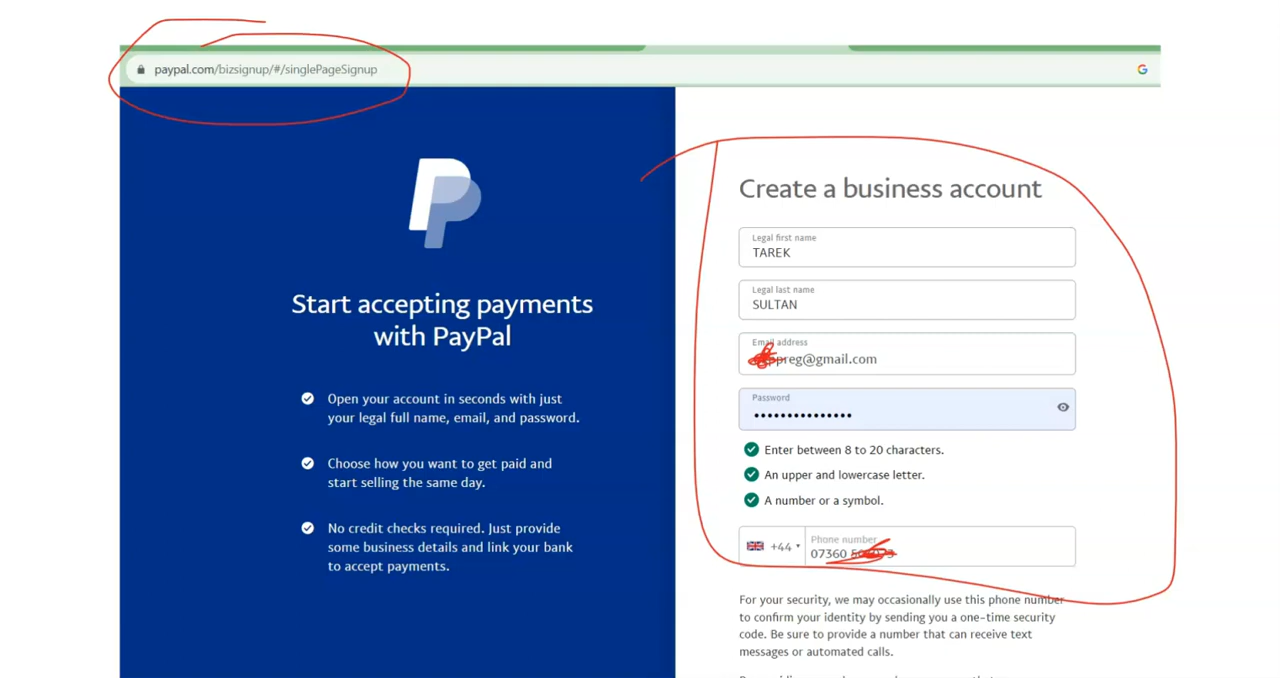 paypal.com/bizsignup/#/singlePageSignup
Start accepting payments
with PayPal
Open your account in seconds with just
your legal full name, email, and password.
Choose how you want to get paid and
start selling the same day.
No credit checks required. Just provide
some business details and link your bank
to accept payments.
Create a business account
Legal first name
TAREK
Legal last name
SULTAN
Email address
preg@gmail.com
Password
Enter between 8 to 20 characters.
An upper and lowercase letter.
A number or a symbol.
+44
Phone number
07360
For your security, we may occasionally use this phone number
to confirm your identity by sending you a one-time security
code. Be sure to provide a number that can receive text
messages or automated calls.